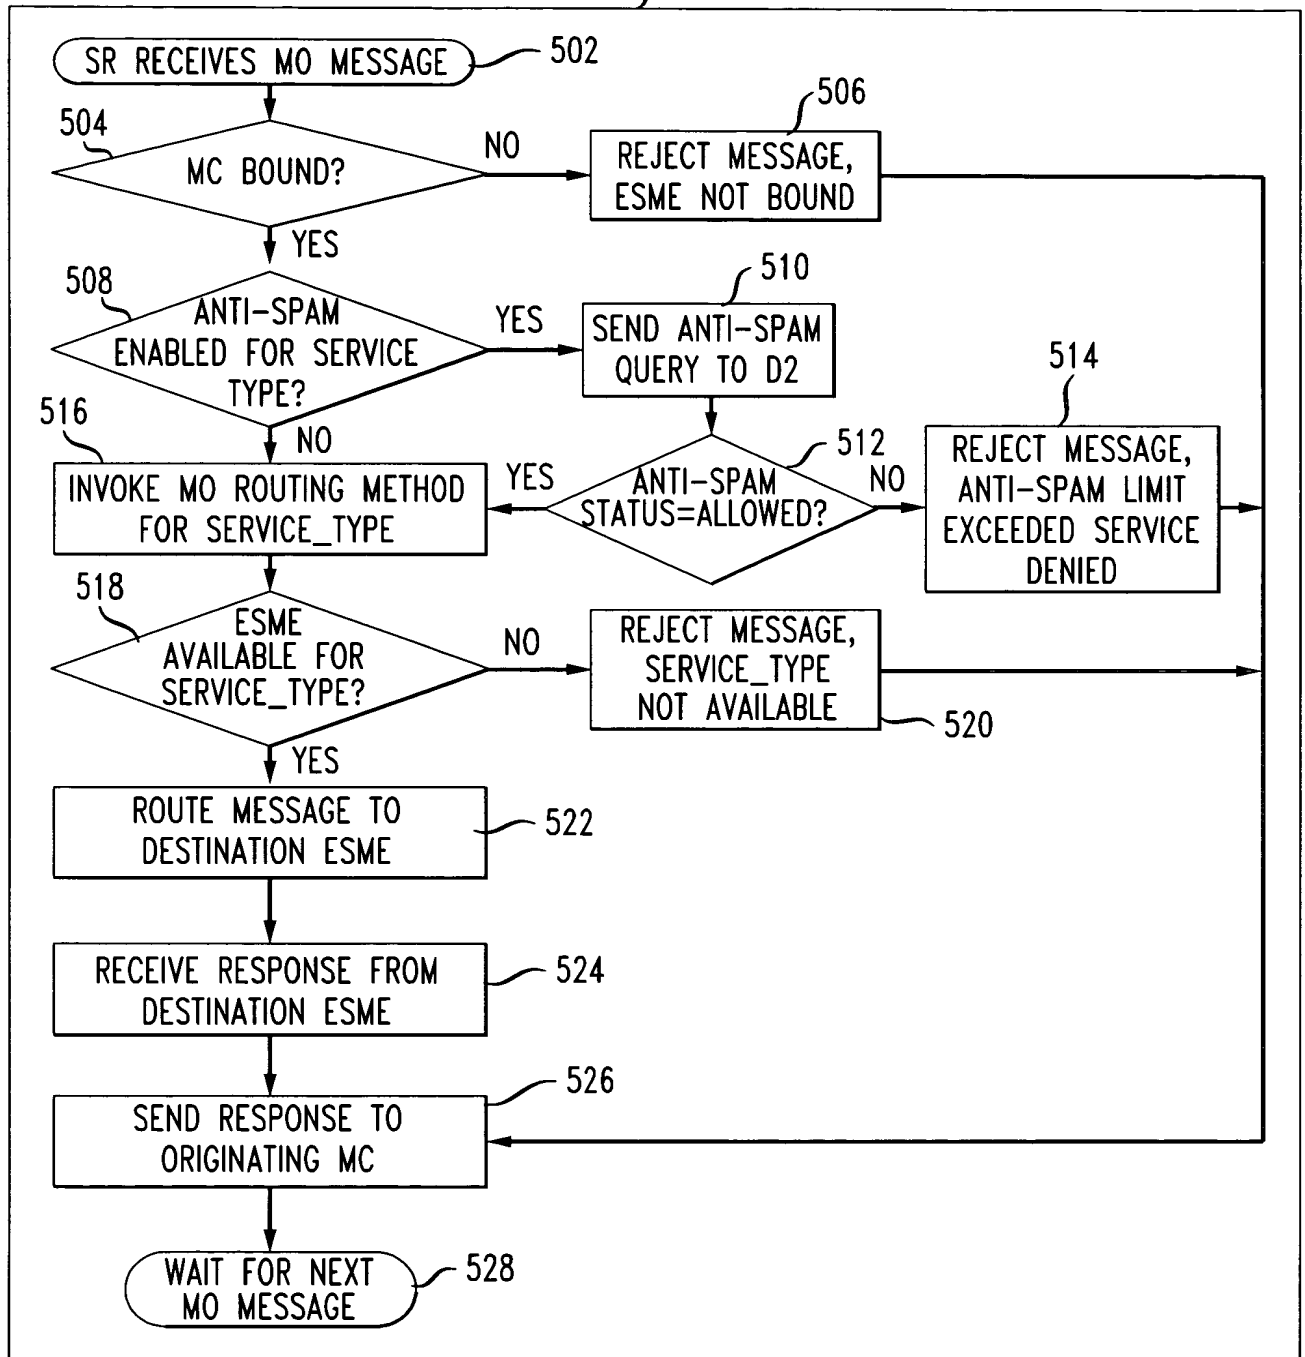 SR RECEIVES MO MESSAGE
502
504
MC BOUND?
NO
506
REJECT MESSAGE,
ESME NOT BOUND
YES
508
ANTI-SPAM
ENABLED FOR SERVICE
TYPE?
YES
510
SEND ANTI-SPAM
QUERY TO D2
NO
512
ANTI-SPAM
STATUS=ALLOWED?
YES
NO
514
REJECT MESSAGE,
ANTI-SPAM LIMIT
EXCEEDED SERVICE
DENIED
516
INVOKE MO ROUTING METHOD
FOR SERVICE_TYPE
518
ESME
AVAILABLE FOR
SERVICE_TYPE?
NO
REJECT MESSAGE,
SERVICE_TYPE
NOT AVAILABLE
520
YES
ROUTE MESSAGE TO
DESTINATION ESME
522
RECEIVE RESPONSE FROM
DESTINATION ESME
524
SEND RESPONSE TO
ORIGINATING MC
526
WAIT FOR NEXT
MO MESSAGE
528